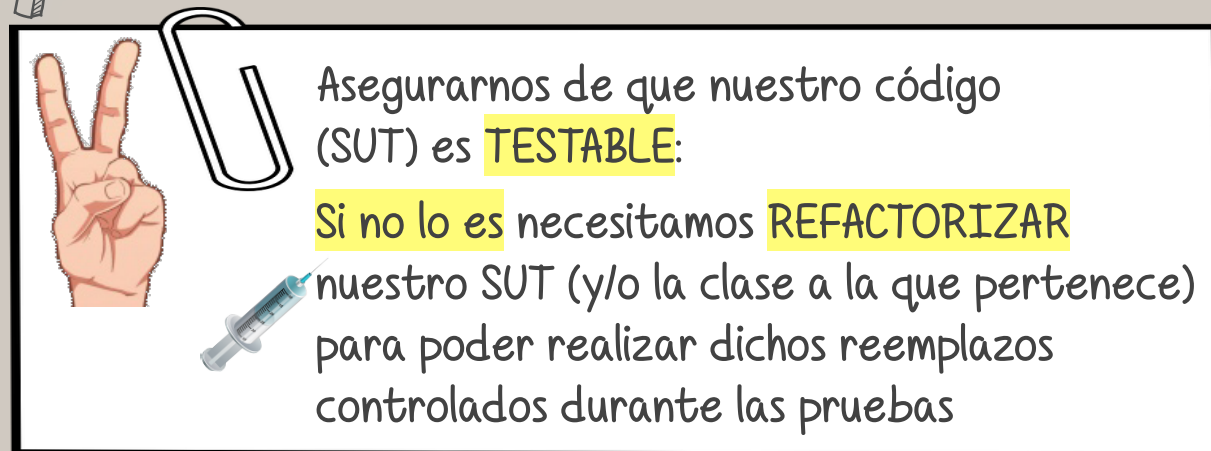 Asegurarnos de que nuestro código
(SUT) es TESTABLE:
Si no lo es necesitamos REFACTORIZAR
nuestro SUT (y/o la clase a la que pertenece)
para poder realizar dichos reemplazos
controlados durante las pruebas